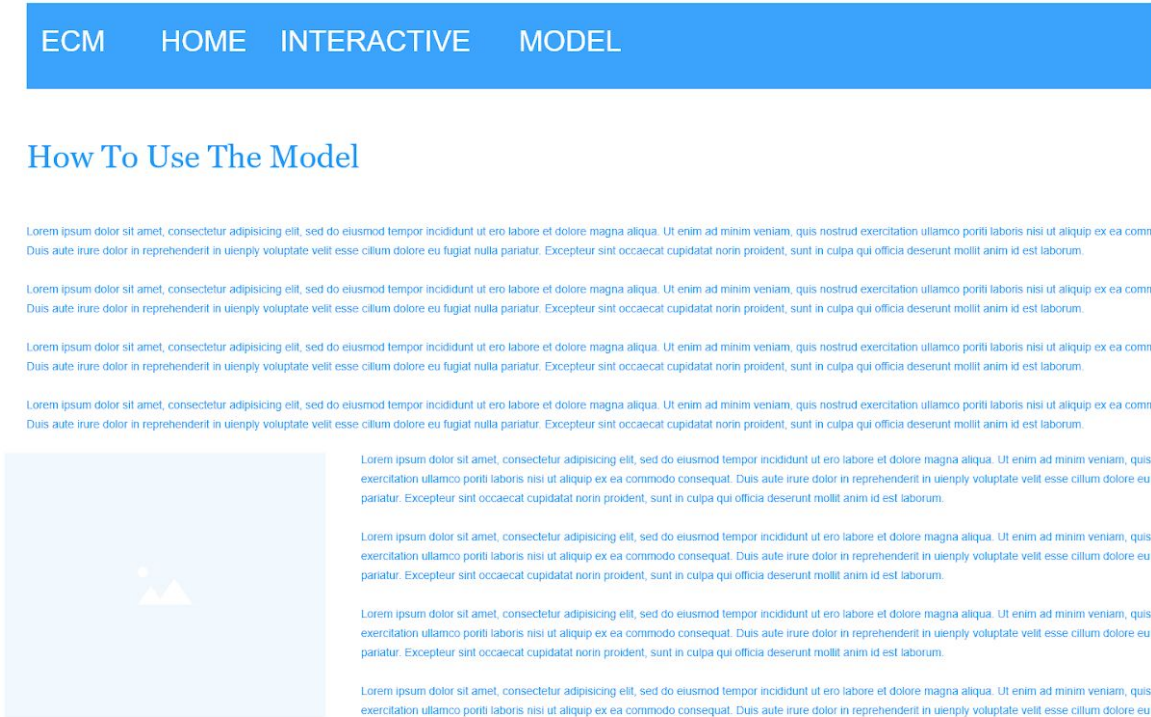 ECM HOME INTERACTIVE MODEL
How To Use The Model
Lorem ipsum dolor sit amet, consectetur adipisicing elit, sed do eiusmod tempor incididunt ut ero labore et dolore magna aliqua. Ut enim ad minim veniam, quis nostrud exercitation ullamco poriti laboris nisi ut aliquip ex ea comm
Duis aute irure dolor in reprehenderit in uienply voluptate velit esse cillum dolore eu fugiat nulla pariatur. Excepteur sint occaecat cupidatat norin proident, sunt in culpa qui officia deserunt mollit anim id est laborum.
Lorem ipsum dolor sit amet, consectetur adipisicing elit, sed do eiusmod tempor incididunt ut ero labore et dolore magna aliqua. Ut enim ad minim veniam, quis nostrud exercitation ullamco poriti laboris nisi ut aliquip ex ea comm
Duis aute irure dolor in reprehenderit in uienply voluptate velit esse cillum dolore eu fugiat nulla pariatur. Excepteur sint occaecat cupidatat norin proident, sunt in culpa qui officia deserunt mollit anim id est laborum.
Lorem ipsum dolor sit amet, consectetur adipisicing elit, sed do eiusmod tempor incididunt ut ero labore et dolore magna aliqua. Ut enim ad minim veniam, quis nostrud exercitation ullamco poriti laboris nisi ut aliquip ex ea comm
Duis aute irure dolor in reprehenderit in uienply voluptate velit esse cillum dolore eu fugiat nulla pariatur. Excepteur sint occaecat cupidatat norin proident, sunt in culpa qui officia deserunt mollit anim id est laborum.
Lorem ipsum dolor sit amet, consectetur adipisicing elit, sed do eiusmod tempor incididunt ut ero labore et dolore magna aliqua. Ut enim ad minim veniam, quis nostrud exercitation ullamco poriti laboris nisi ut aliquip ex ea comm
Duis aute irure dolor in reprehenderit in uienply voluptate velit esse cillum dolore eu fugiat nulla pariatur. Excepteur sint occaecat cupidatat norin proident, sunt in culpa qui officia deserunt mollit anim id est laborum.
Lorem ipsum dolor sit amet, consectetur adipisicing elit, sed do eiusmod tempor incididunt ut ero labore et dolore magna aliqua. Ut enim ad minim veniam, quis
exercitation ullamco poriti laboris nisi ut aliquip ex ea commodo consequat. Duis aute irure dolor in reprehenderit in uienply voluptate velit esse cillum dolore eu
pariatur. Excepteur sint occaecat cupidatat norin proident, sunt in culpa qui officia deserunt mollit anim id est laborum.
Lorem ipsum dolor sit amet, consectetur adipisicing elit, sed do eiusmod tempor incididunt ut ero labore et dolore magna aliqua. Ut enim ad minim veniam, quis
exercitation ullamco poriti laboris nisi ut aliquip ex ea commodo consequat. Duis aute irure dolor in reprehenderit in uienply voluptate velit esse cillum dolore eu
pariatur. Excepteur sint occaecat cupidatat norin proident, sunt in culpa qui officia deserunt mollit anim id est laborum.
Lorem ipsum dolor sit amet, consectetur adipisicing elit, sed do eiusmod tempor incididunt ut ero labore et dolore magna aliqua. Ut enim ad minim veniam, quis
exercitation ullamco poriti laboris nisi ut aliquip ex ea commodo consequat. Duis aute irure dolor in reprehenderit in uienply voluptate velit esse cillum dolore eu
pariatur. Excepteur sint occaecat cupidatat norin proident, sunt in culpa qui officia deserunt mollit anim id est laborum.
Lorem ipsum dolor sit amet, consectetur adipisicing elit, sed do eiusmod tempor incididunt ut ero labore et dolore magna aliqua. Ut enim ad minim veniam, quis
exercitation ullamco poriti laboris nisi ut aliquip ex ea commodo consequat. Duis aute irure dolor in reprehenderit in uienply voluptate velit esse cillum dolore eu